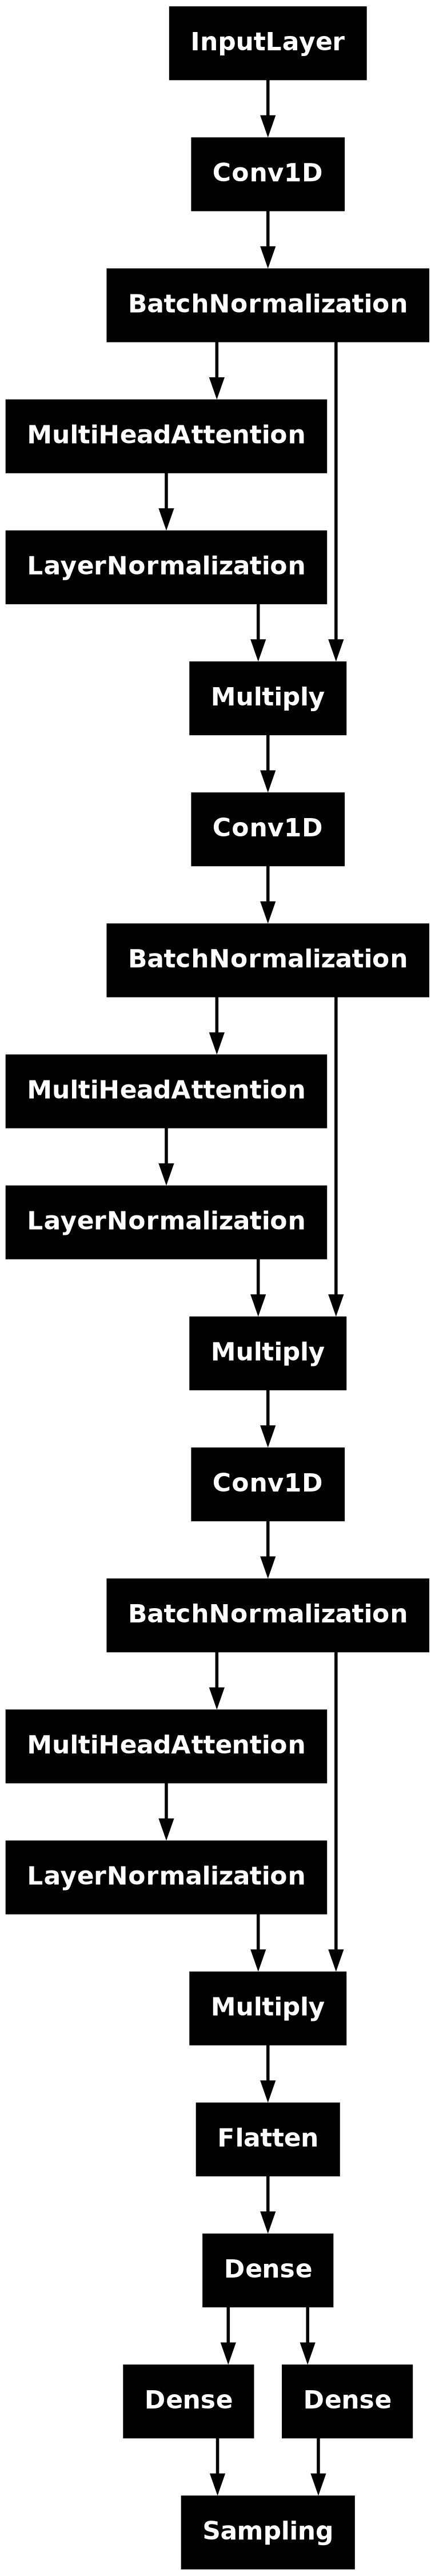 InputLayer
Conv1D
BatchNormalization
MultiHeadAttention
LayerNormalization
Multiply
Conv1D
BatchNormalization
MultiHeadAttention
LayerNormalization
Multiply
Conv1D
BatchNormalization
MultiHeadAttention
LayerNormalization
Multiply
Flatten
Dense
Dense Dense
Sampling